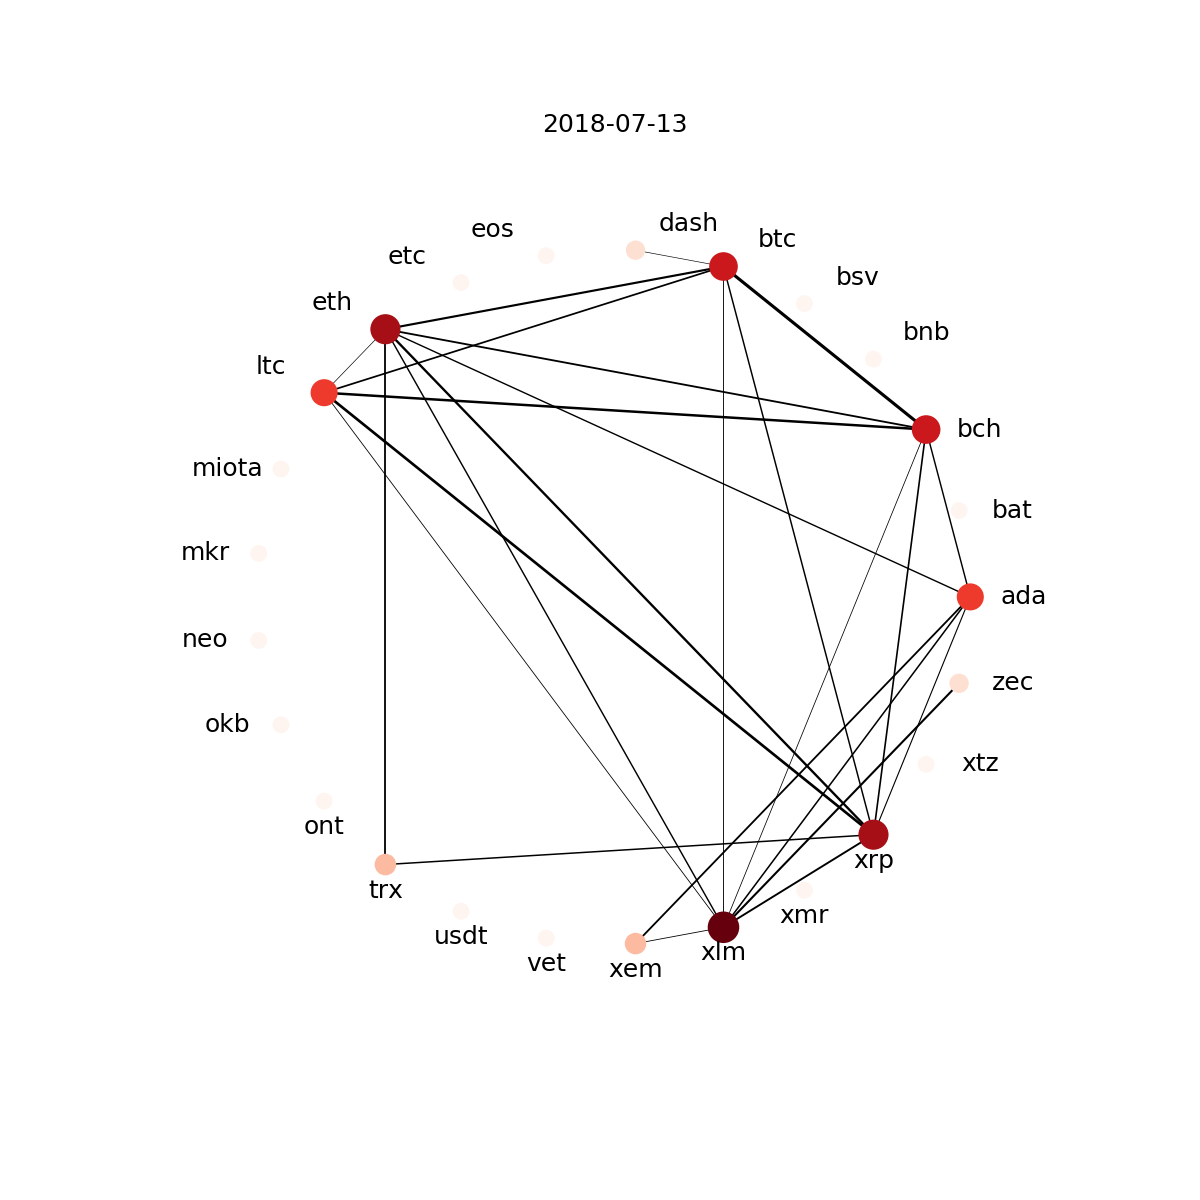 2018-07-13
dash
eos
btc
etc
bsv
eth
bnb
ltc
bch
miota
bat
mkr
ada
neo
zec
okb
xtz
ont
xrp
trx
xmr
usdt
xlm
vet
xem